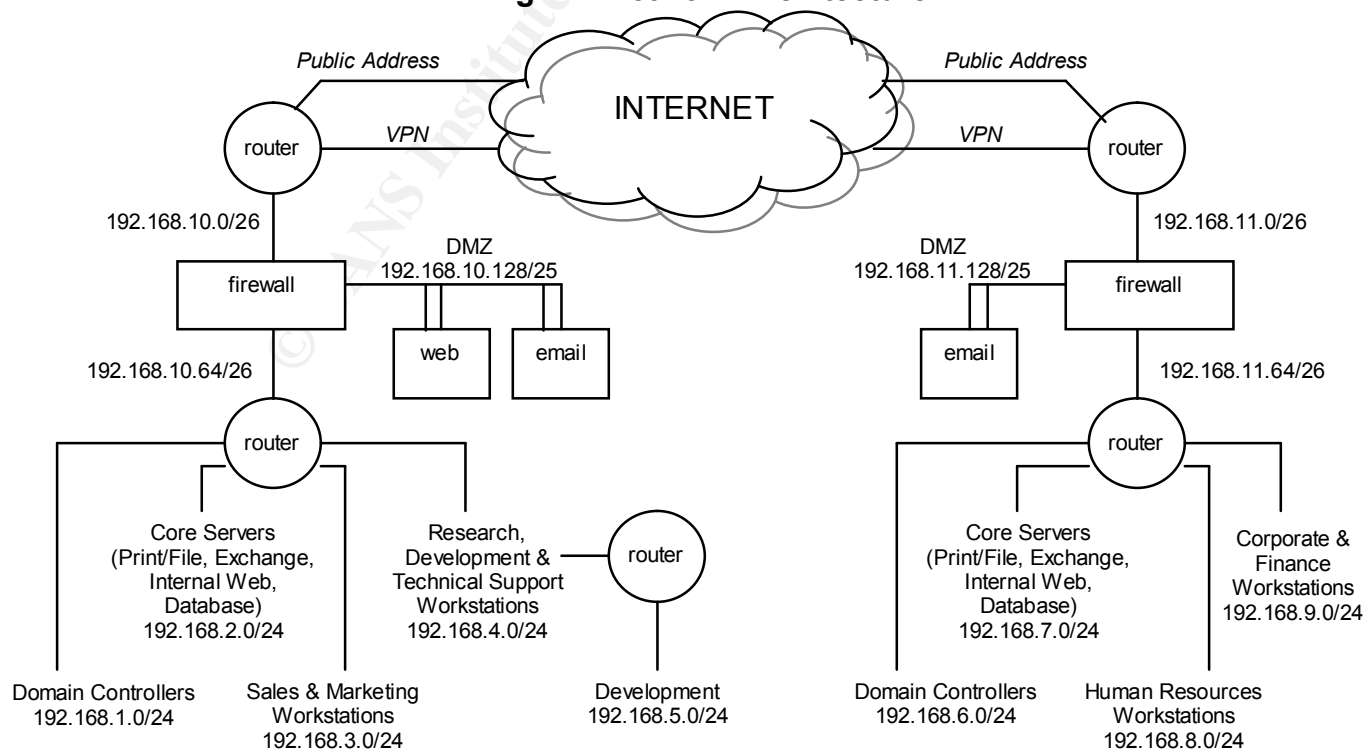 Public Address
Public Address
INTERNET
VPN
VPN
router
router
192.168.10.0/26
192.168.11.0/26
DMZ
192.168.10.128/25
DMZ
192.168.11.128/25
firewall
firewall
web
email
email
192.168.10.64/26
192.168.11.64/26
router
router
Core Servers
(Print/File, Exchange,
Internal Web,
Database)
192.168.2.0/24
Research,
Development &
Technical Support
Workstations
192.168.4.0/24
router
Core Servers
(Print/File, Exchange,
Internal Web,
Database)
192.168.7.0/24
Corporate &
Finance
Workstations
192.168.9.0/24
Domain Controllers
192.168.1.0/24
Sales & Marketing
Workstations
192.168.3.0/24
Development
192.168.5.0/24
Domain Controllers
192.168.6.0/24
Human Resources
Workstations
192.168.8.0/24